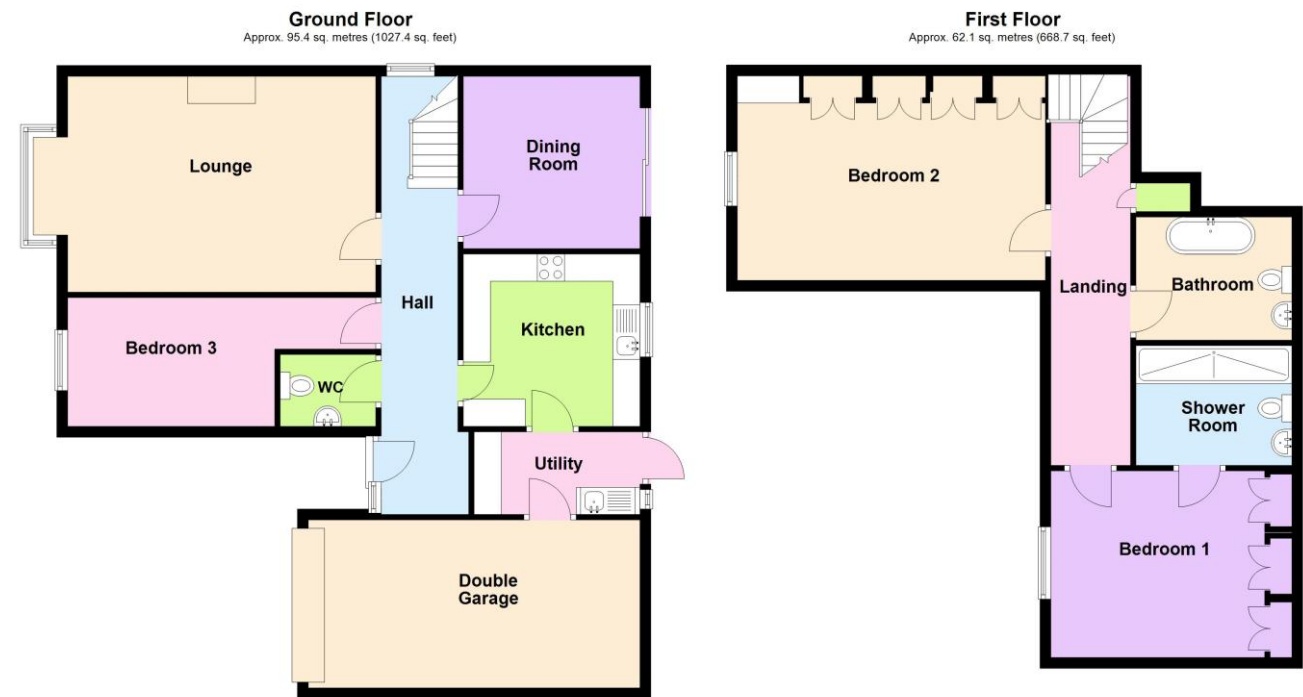 Ground Floor
Approx. 95.4 sq. metres (1027.4 sq. feet)
Lounge
Dining
Room
Hall
Kitchen
Bedroom 3
WC
Utility
Double
Garage
First Floor
Approx. 62.1 sq. metres (668.7 sq. feet)
Bedroom 2
Landing
Bathroom
Shower
Room
Bedroom 1